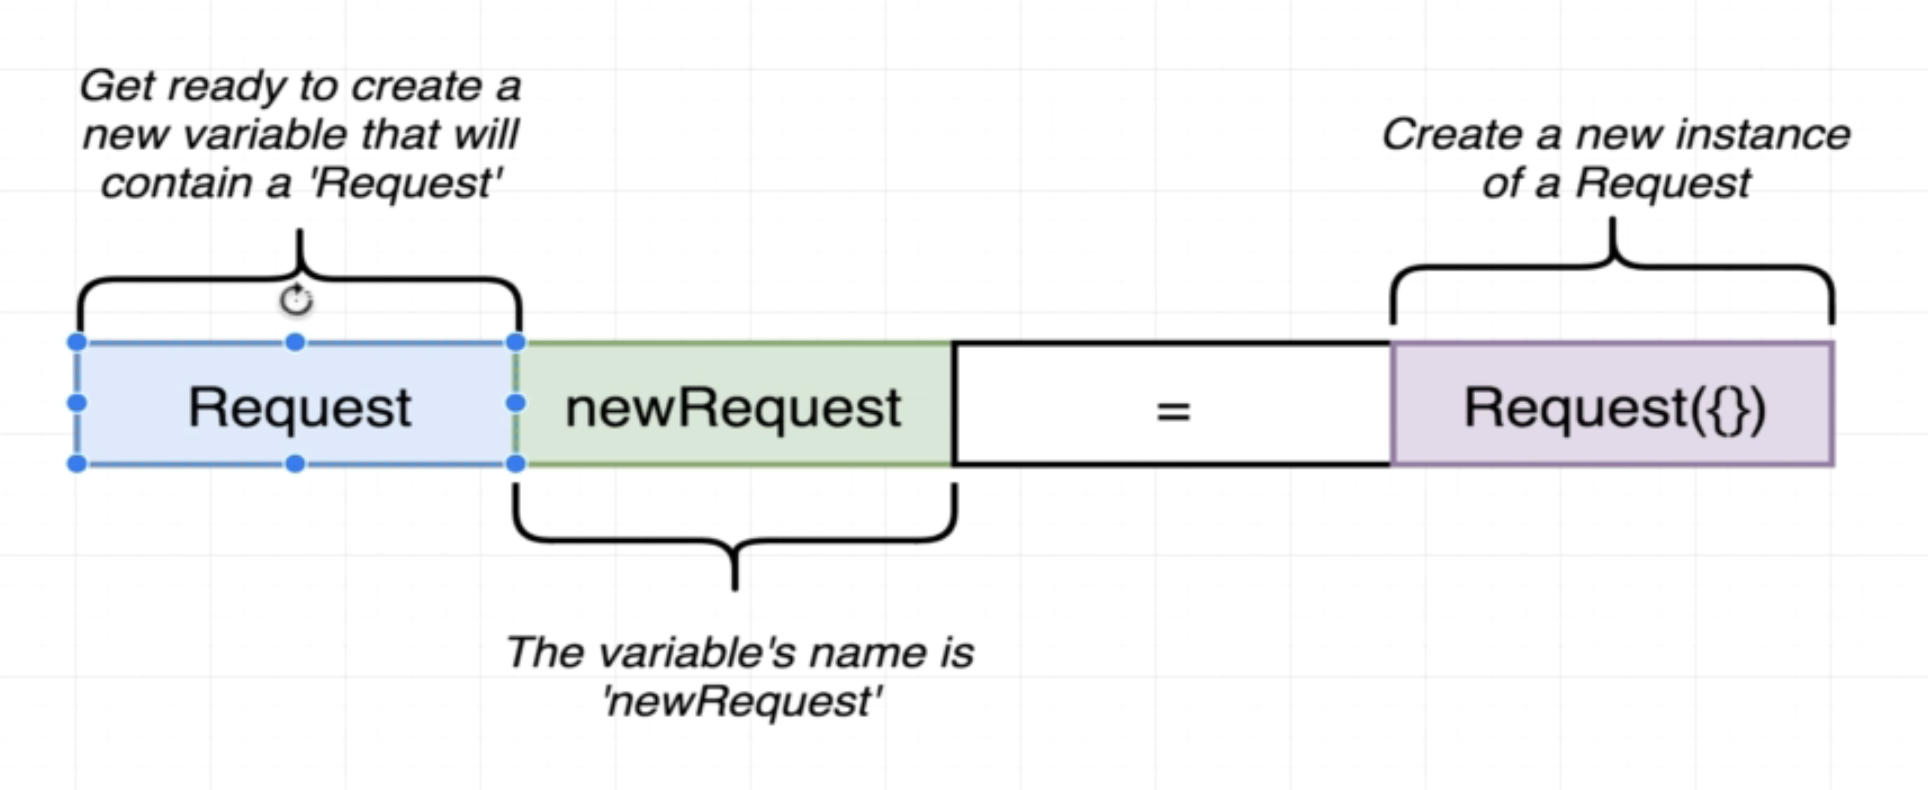 Get ready to create a
new variable that will
contain a 'Request'
Create a new instance
of a Request
Request
newRequest
=
Request({})
The variable's name is
'newRequest'